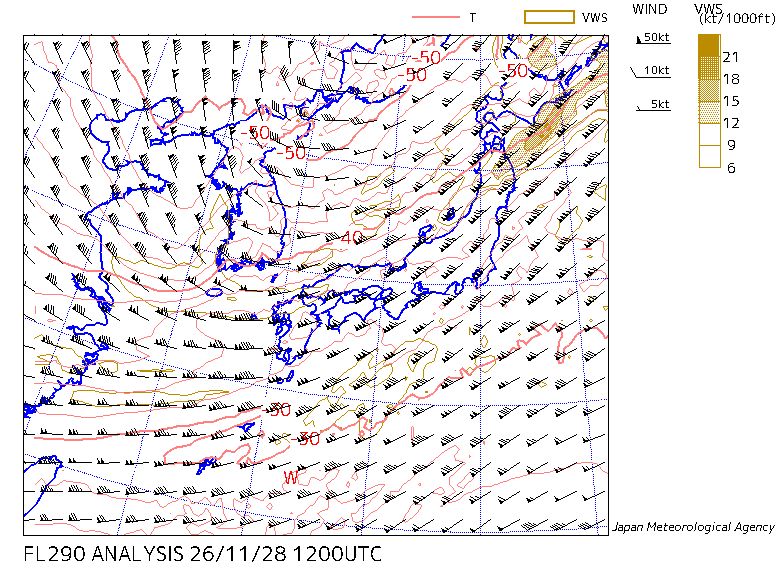 T VWS
WIND VWS
(kt/1000ft)
50kt
10kt
5kt
21
18
15
12
9
6
-50
-50
50
-50
-50
-40
-30
-30
W
L
Japan Meteorological Agency
FL290 ANALYSIS 26/11/28 1200UTC